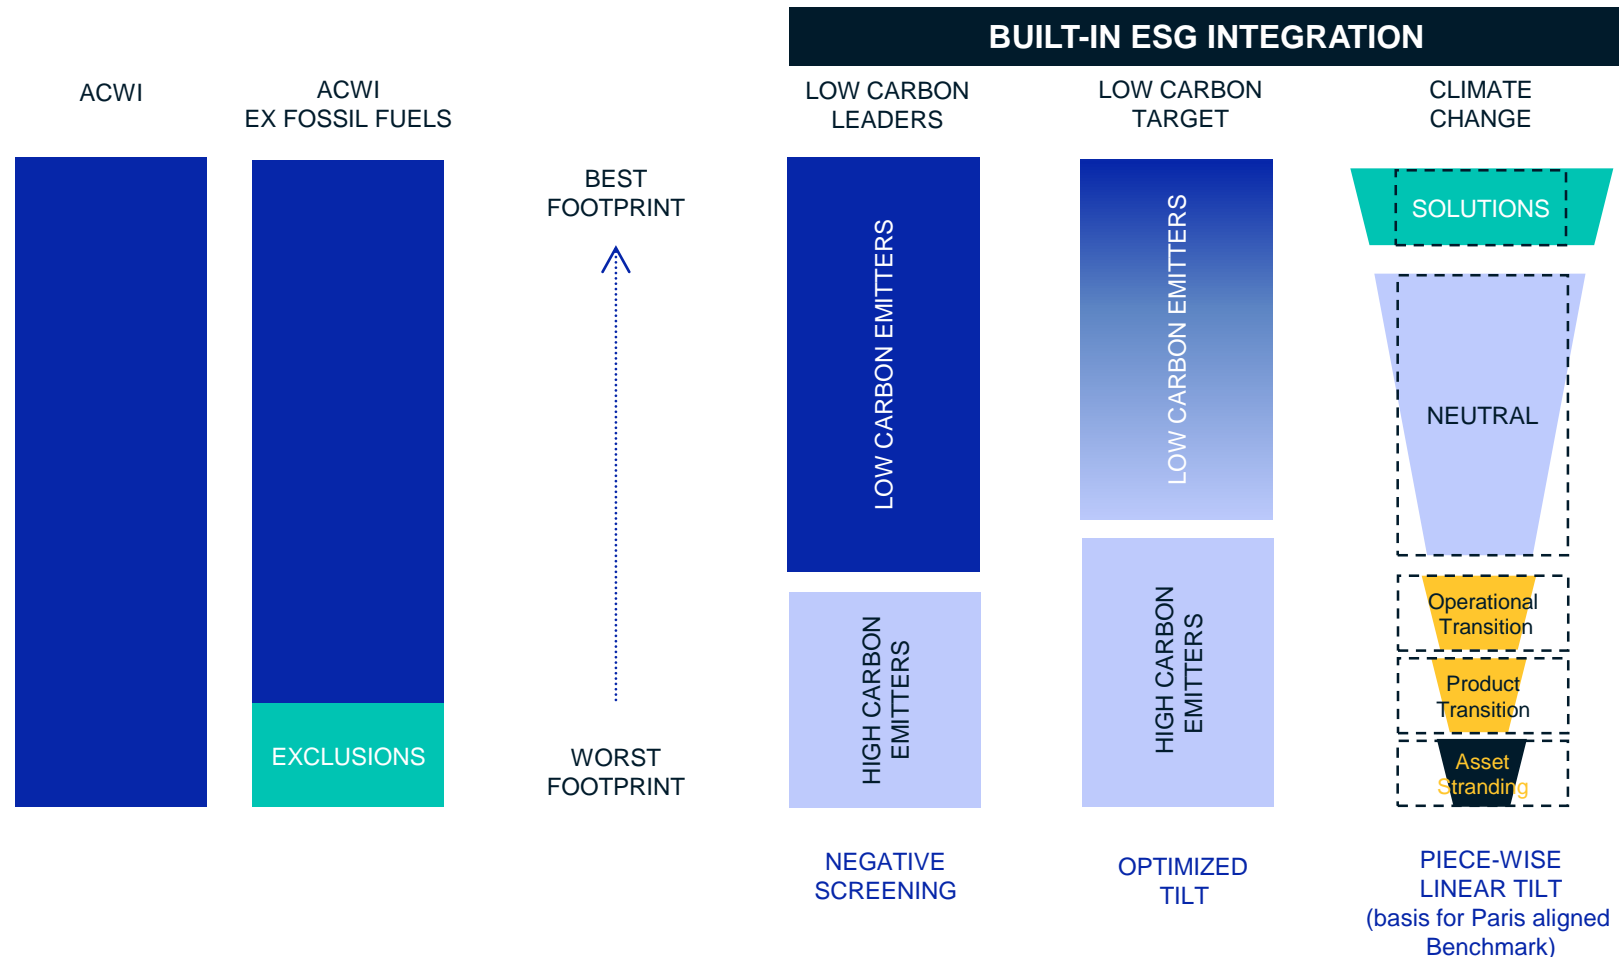 BUILT-IN ESG INTEGRATION
ACWI
ACWI
EX FOSSIL FUELS
LOW CARBON
LEADERS
LOW CARBON
TARGET
CLIMATE
CHANGE
BEST
FOOTPRINT
WORST
FOOTPRINT
EXCLUSIONS
LOW CARBON EMITTERS
HIGH CARBON
EMITTERS
LOW CARBON EMITTERS
HIGH CARBON
EMITTERS
SOLUTIONS
NEUTRAL
Operational
Transition
Product
Transition
Asset
Stranding
NEGATIVE
SCREENING
OPTIMIZED
TILT
PIECE-WISE
LINEAR TILT
(basis for Paris aligned
Benchmark)